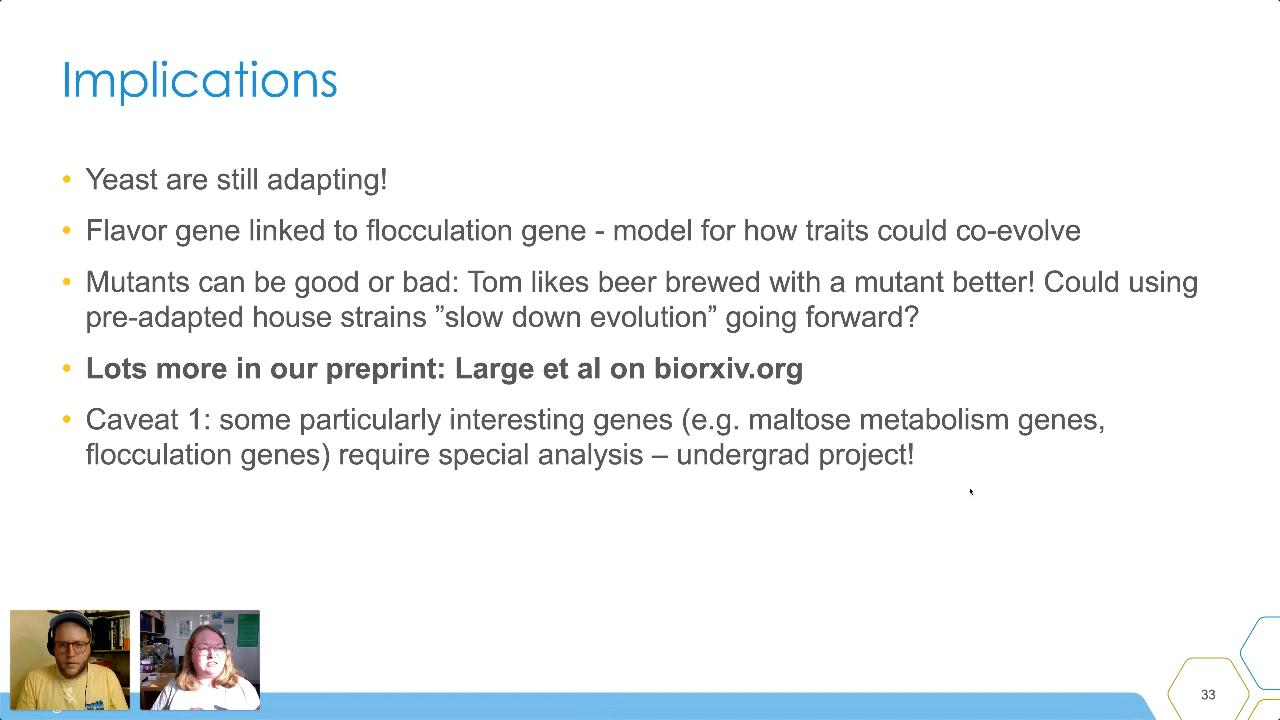 Implications
• Yeast are still adapting!
• Flavor gene linked to flocculation gene - model for how traits could co-evolve
• Mutants can be good or bad: Tom likes beer brewed with a mutant better! Could using
pre-adapted house strains ”slow down evolution” going forward?
• Lots more in our preprint: Large et al on biorxiv.org
• Caveat 1: some particularly interesting genes (e.g. maltose metabolism genes,
flocculation genes) require special analysis – undergrad project!
33